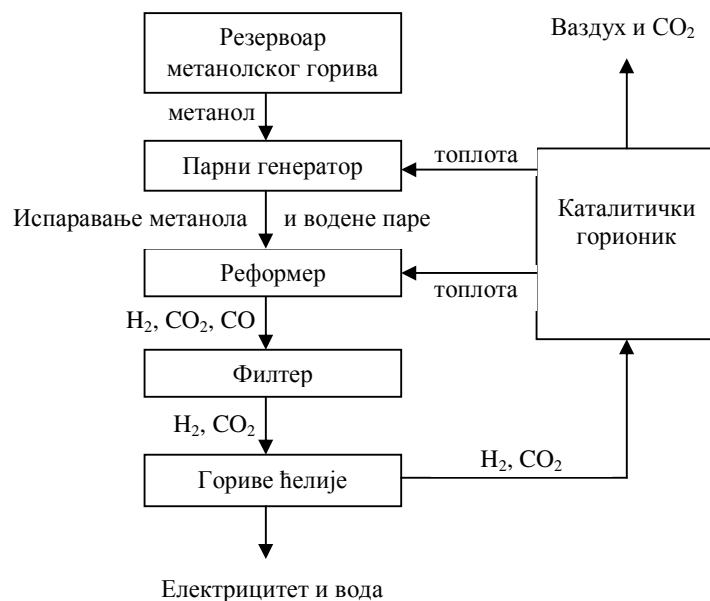 Ваздух и CO₂
Резервоар
метанолског горива
метанол
Парни генератор
топлота
Каталитички
горионик
Испаравање метанола и водене паре
Реформер
топлота
H₂, CO₂, CO
Филтер
H₂, CO₂
Гориве ћелије
H₂, CO₂
Електрицитет и вода